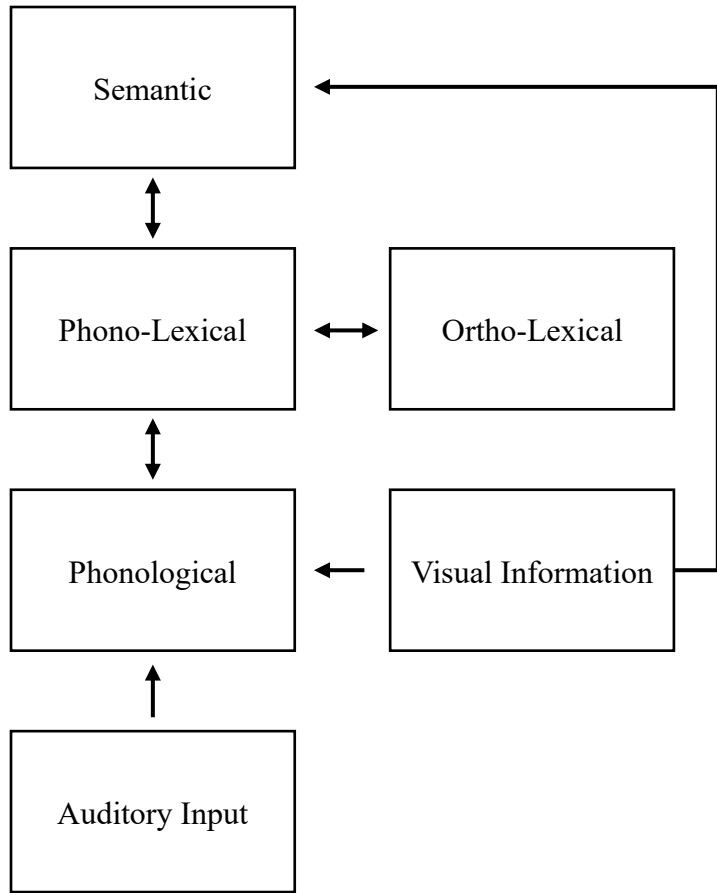 Semantic
Phono-Lexical
Ortho-Lexical
Phonological
Visual Information
Auditory Input